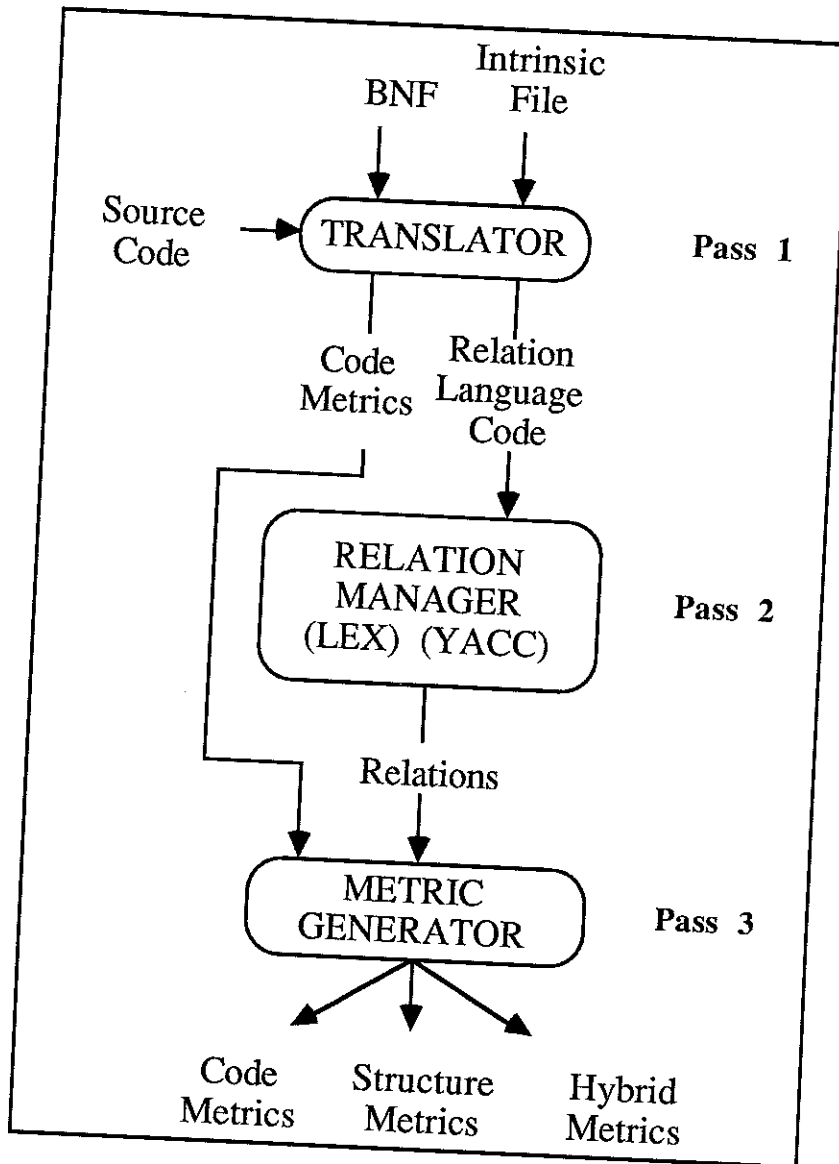 BNF
Intrinsic
File
Source
Code
TRANSLATOR
Pass 1
Code
Metrics
Relation
Language
Code
RELATION
MANAGER
(LEX) (YACC)
Pass 2
Relations
METRIC
GENERATOR
Pass 3
Code
Metrics
Structure
Metrics
Hybrid
Metrics